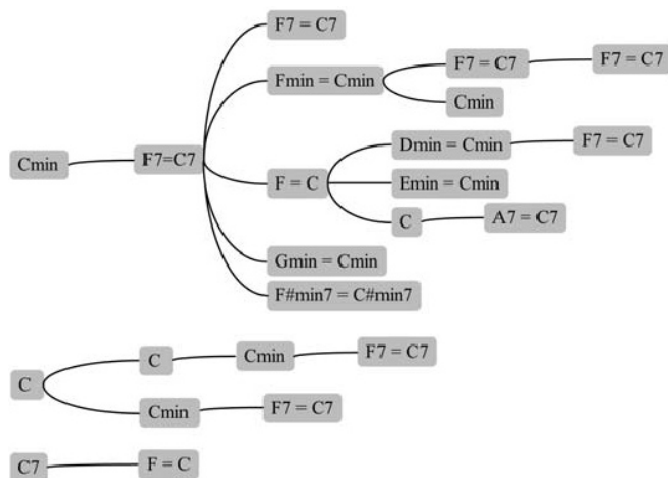 F7 = C7
Fmin = Cmin
F7 = C7
F7 = C7
Cmin
Cmin
F7=C7
Dmin = Cmin
F7 = C7
F = C
Emin = Cmin
C
A7 = C7
Gmin = Cmin
F#min7 = C#min7
C
C
Cmin
F7 = C7
Cmin
F7 = C7
C7
F = C